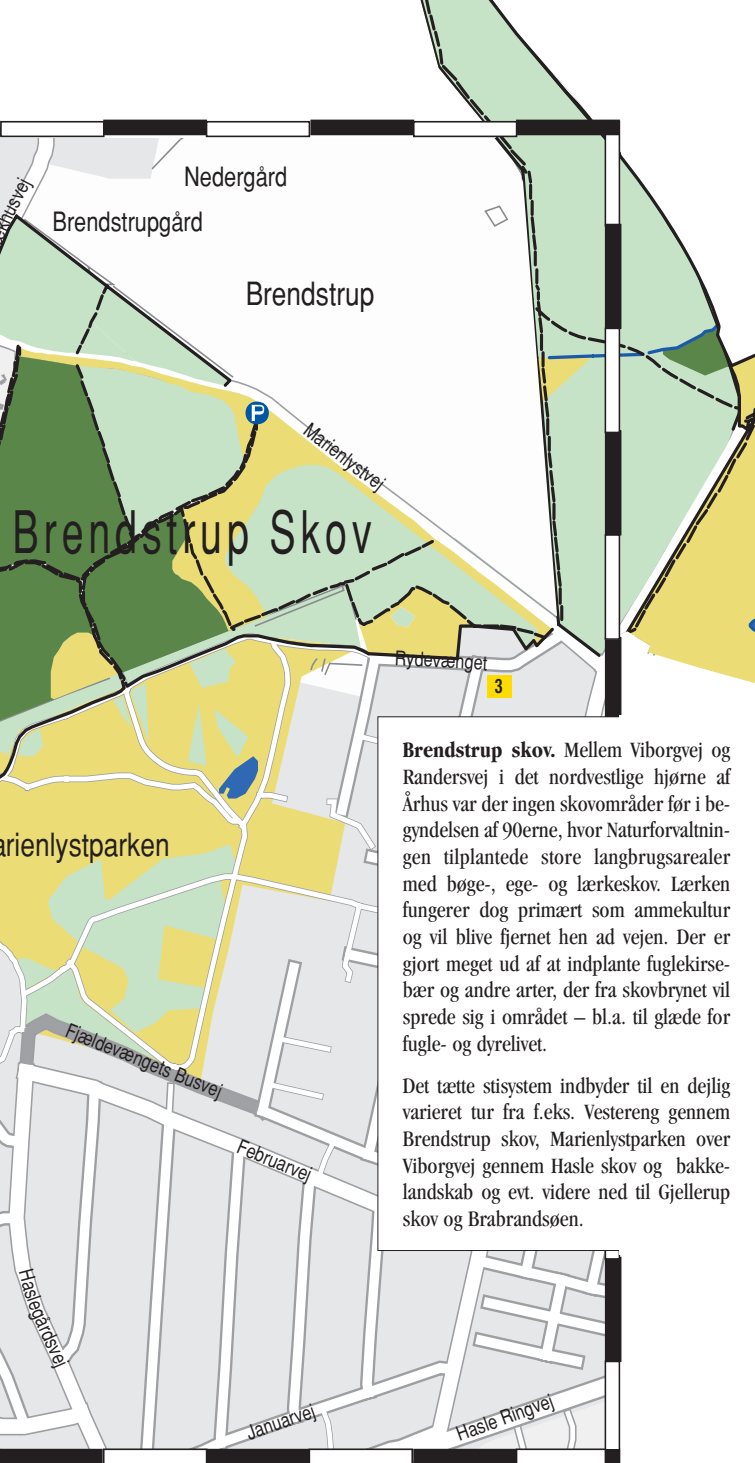 Nedergård
Brendstrupgård
Brendstrup
P
Marienlystvej
Brendstrup Skov
Rydevænget
3
Brendstrup skov. Mellem Viborgvej og
Randersvej i det nordvestlige hjørne af
Århus var der ingen skovområder før i be-
gyndelsen af 90erne, hvor Naturforvaltnin-
gen tilplantede store langbrugsarealer
med bøge-, ege- og lærkeskov. Lærken
fungerer dog primært som ammekultur
og vil blive fjernet hen ad vejen. Der er
gjort meget ud af at indplante fuglekirse-
bær og andre arter, der fra skovbrynet vil
sprede sig i området – bl.a. til glæde for
fugle- og dyrelivet.
Det tætte stisystem indbyder til en dejlig
varieret tur fra f.eks. Vestereng gennem
Brendstrup skov, Marienlystparken over
Viborgvej gennem Hasle skov og bakke-
landskab og evt. videre ned til Gjellerup
skov og Brabrandsøen.
arienlystparken
Fjældevængets Busvej
Februarvej
Haslegårdsvej
Januarvej
Hasle Ringvej